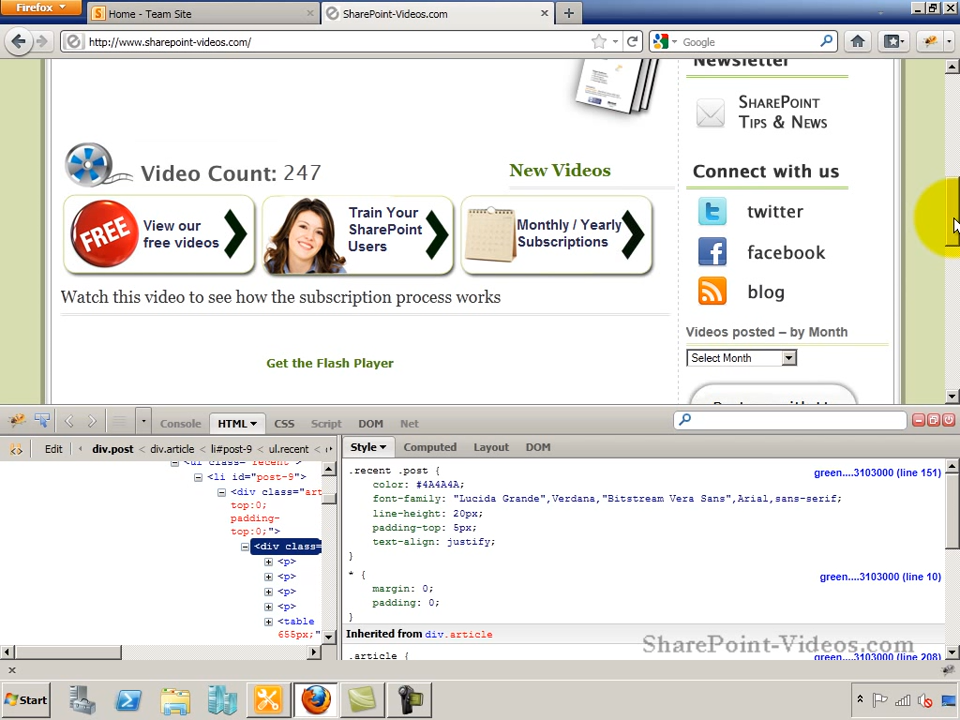 Firefox
Home - Team Site
SharePoint-Videos.com
http://www.sharepoint-videos.com/
Google
Newsletter
SharePoint
Tips & News
Video Count: 247
New Videos
Connect with us
FREE
View our
free videos
Train Your
SharePoint
Users
Monthly / Yearly
Subscriptions
twitter
facebook
blog
Watch this video to see how the subscription process works
Videos posted – by Month
Select Month
Get the Flash Player
Console
HTML
CSS
Script
DOM
Net
Edit
div.post
div.article
li#post-9
ul.recent
Style
Computed
Layout
DOM
<ul class="recent">
<li id="post-9">
<div class="art
top:0;
padding-
top:0;">
<div class=
<p>
<p>
<p>
<p>
<table
655px;"
.recent .post {
green....3103000 (line 151)
color: #4A4A4A;
font-family: "Lucida Grande",Verdana,"Bitstream Vera Sans",Arial,sans-serif;
line-height: 20px;
padding-top: 5px;
text-align: justify;
}
* {
green....3103000 (line 10)
margin: 0;
padding: 0;
}
Inherited from div.article
.article {
green....3103000 (line 208)
SharePoint-Videos.com
Start